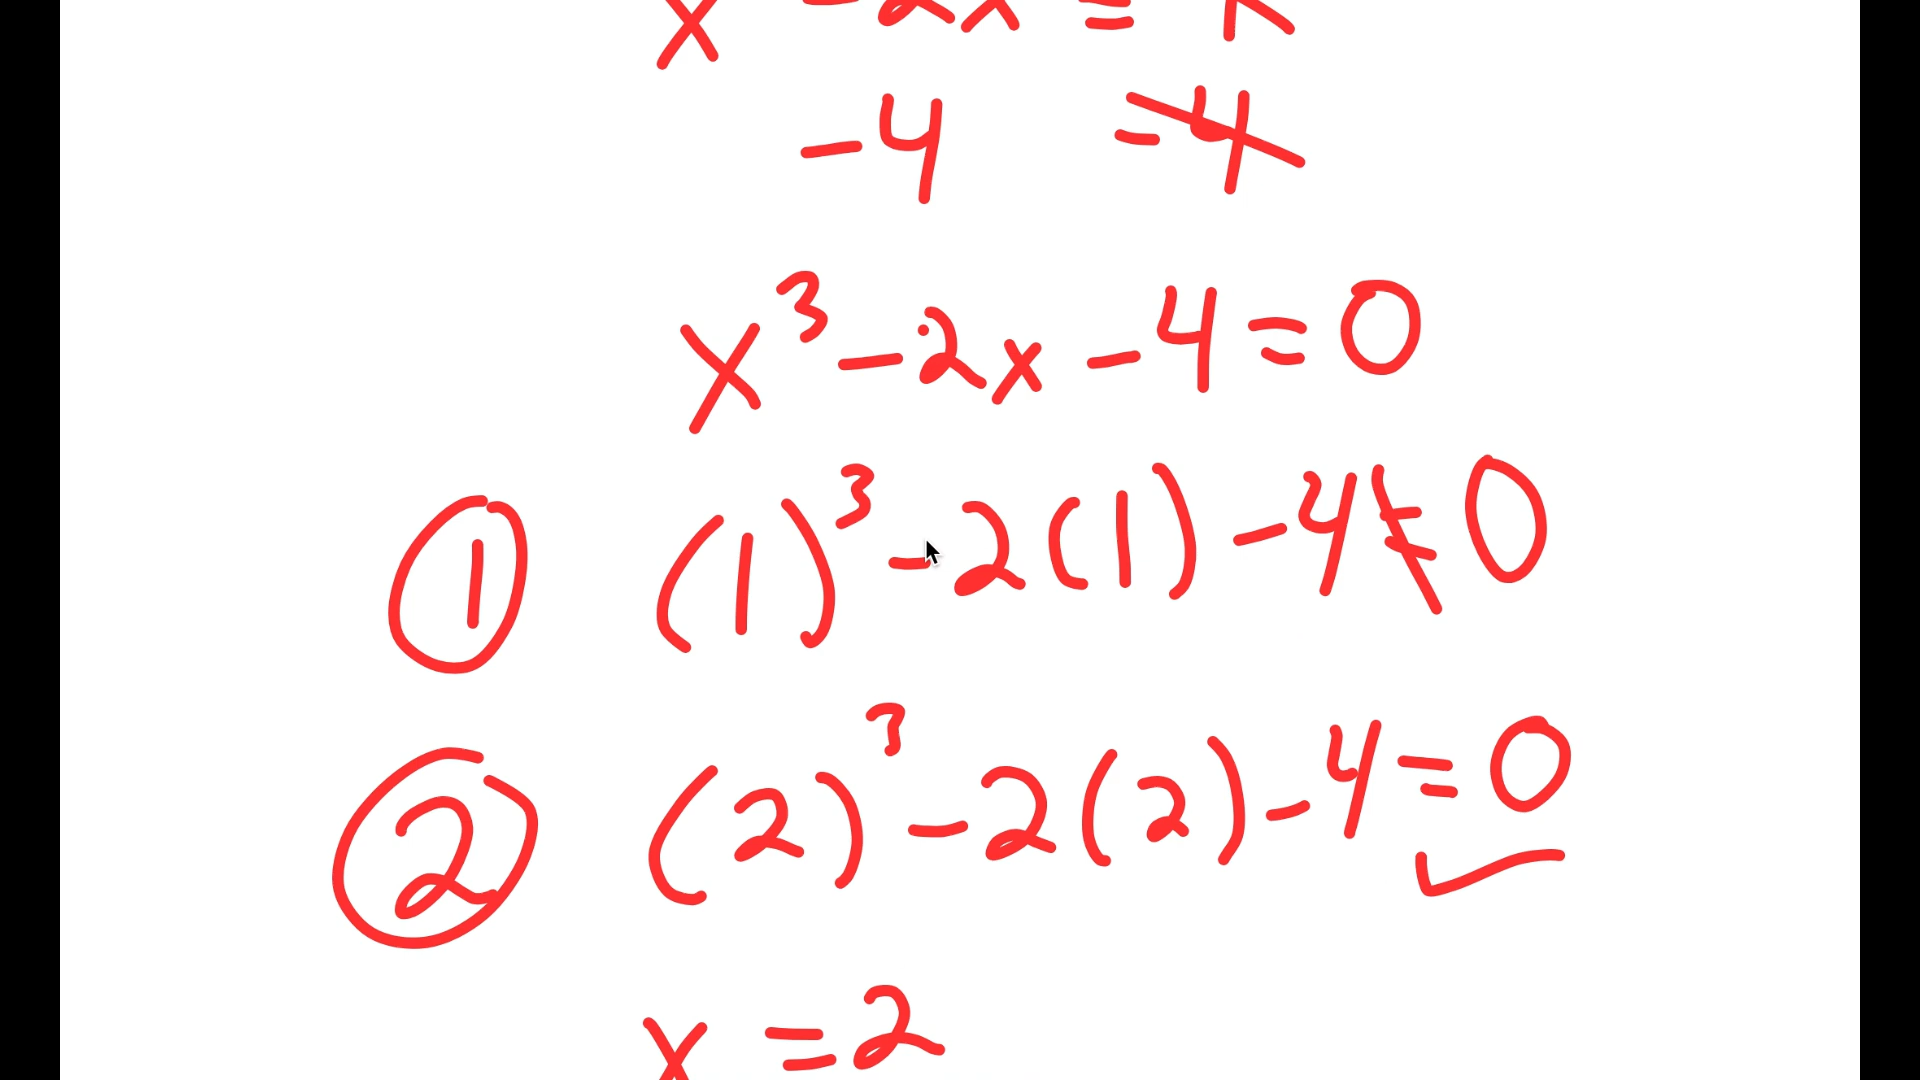 x - 2x =
- 4 = 4
x³ - 2x - 4 = 0
① (1)³ - 2(1) - 4 ≠ 0
② (2)³ - 2(2) - 4 = 0 ✓
x = 2